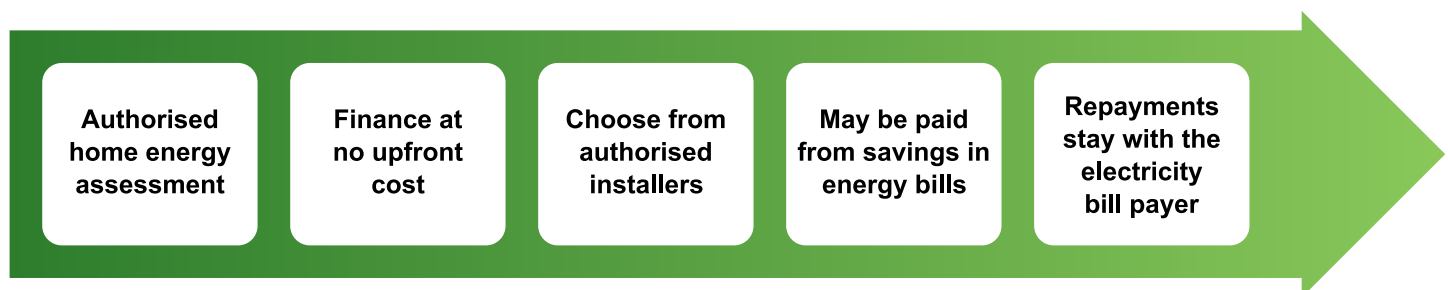 Authorised
home energy
assessment
Finance at
no upfront
cost
Choose from
authorised
installers
May be paid
from savings in
energy bills
Repayments
stay with the
electricity
bill payer